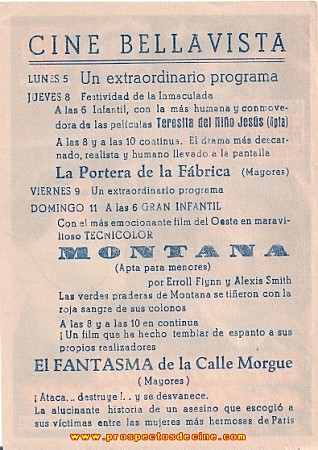 CINE BELLAVISTA
LUNES 5 Un extraordinario programa
JUEVES 8 Festividad de la Inmaculada
A las 6 Infantil, con la más humana y conmove-
dora de las películas Teresita del Niño Jesús (Apta)
A las 8 y a las 10 continua. El drama más descar-
nado, realista y humano llevado a la pantalla
La Portera de la Fábrica (Mayores)
VIERNES 9 Un extraordinario programa
DOMINGO 11 A las 6 GRAN INFANTIL
Con el más emocionante film del Oeste en maravi-
lloso TECNICOLOR
MONTANA
(Apta para menores)
por Erroll Flynn y Alexis Smith
Las verdes praderas de Montana se tiñeron con la
roja sangre de sus colonos
A las 8 y a las 10 en continua
¡Un film que ha hecho temblar de espanto a sus
propios realizadores
El FANTASMA de la Calle Morgue
(Mayores)
¡Ataca... destruye!.. y se desvanece.
La alucinante historia de un asesino que escogió a
sus víctimas entre las mujeres más hermosas de París
www.prospectosdecine.com